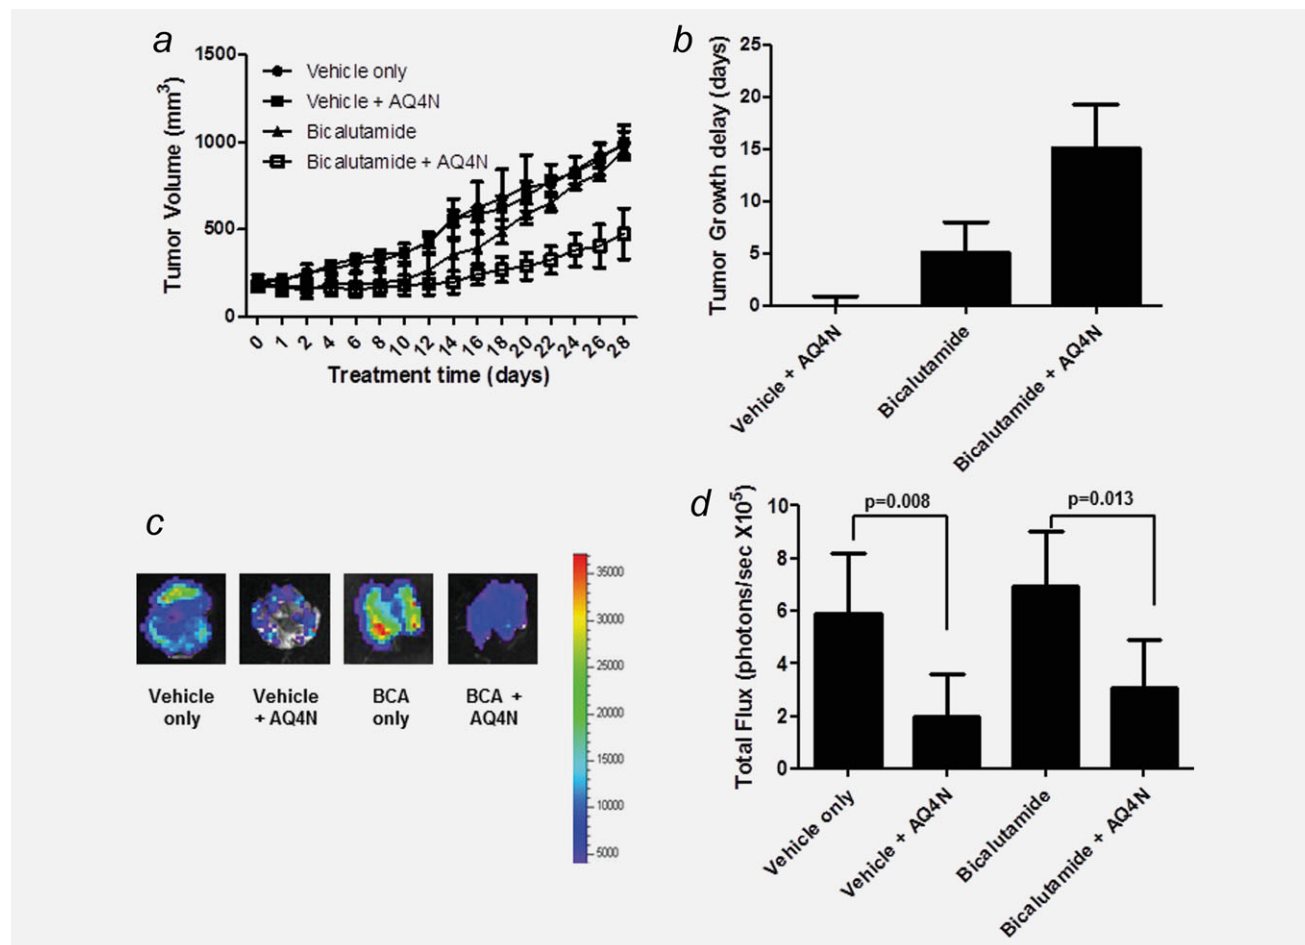 a
1500
1000
500
0
Tumor Volume (mm3)
Vehicle only
Vehicle + AQ4N
Bicalutamide
Bicalutamide + AQ4N
0 1 2 4 6 8 10 12 14 16 18 20 22 24 26 28
Treatment time (days)
b
25
20
15
10
5
0
Tumor Growth delay (days)
Vehicle + AQ4N
Bicalutamide
Bicalutamide + AQ4N
c
Vehicle
only
Vehicle
+ AQ4N
BCA
only
BCA +
AQ4N
35000
30000
25000
20000
15000
10000
5000
d
10
8
6
4
2
0
Total Flux (photons/sec X105)
p=0.008
p=0.013
Vehicle only
Vehicle + AQ4N
Bicalutamide
Bicalutamide + AQ4N